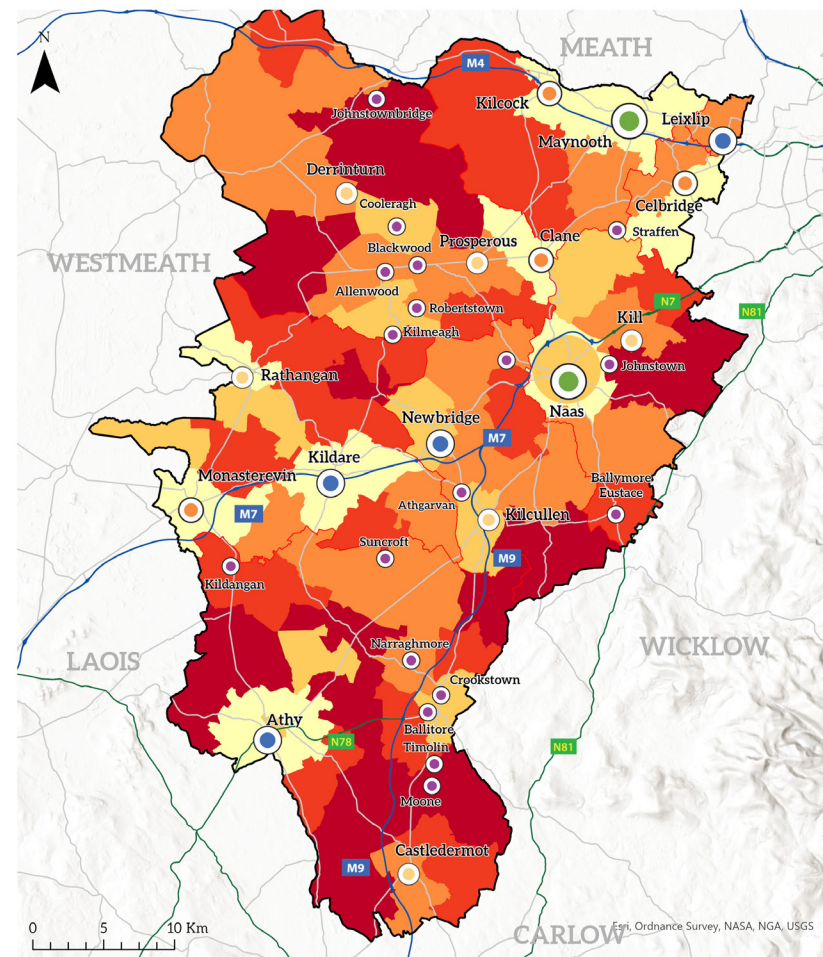 N
MEATH
M4
Kilcock
Johnstownbridge
Leixlip
Maynooth
Derrinturn
Cooleragh
Celbridge
Straffen
Blackwood
Prosperous
Clane
WESTMEATH
Allenwood
N7
Robertstown
N81
Kill
Kilmeagh
Johnstown
Rathangan
Naas
Newbridge
M7
Kildare
Monasterevin
Ballymore
Eustace
Athgarvan
M7
Kilcullen
Suncroft
M9
Kildangan
Narraghmore
WICKLOW
LAOIS
Crookstown
Athy
Ballitore
N78
Timolin
N81
Moone
Castledermot
M9
0 5 10 Km
Esri, Ordnance Survey, NASA, NGA, USGS
CARLOW